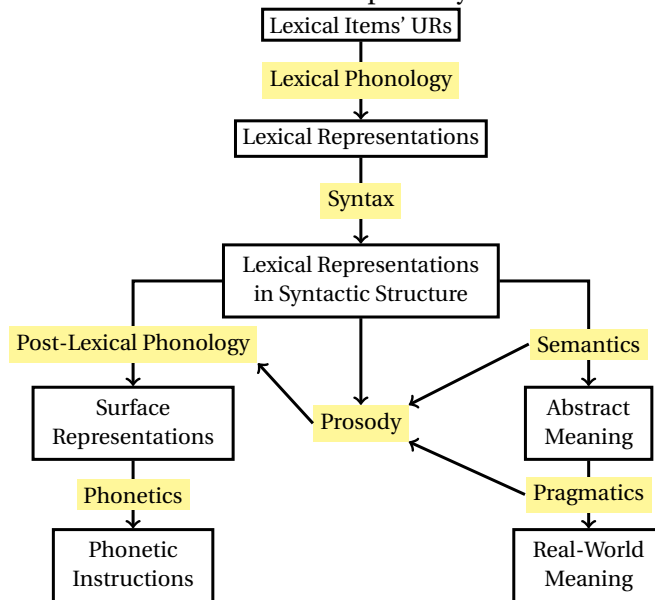 Lexical Items’ URs
Lexical Phonology
Lexical Representations
Syntax
Lexical Representations
in Syntactic Structure
Post-Lexical Phonology
Semantics
Surface
Representations
Prosody
Abstract
Meaning
Phonetics
Pragmatics
Phonetic
Instructions
Real-World
Meaning